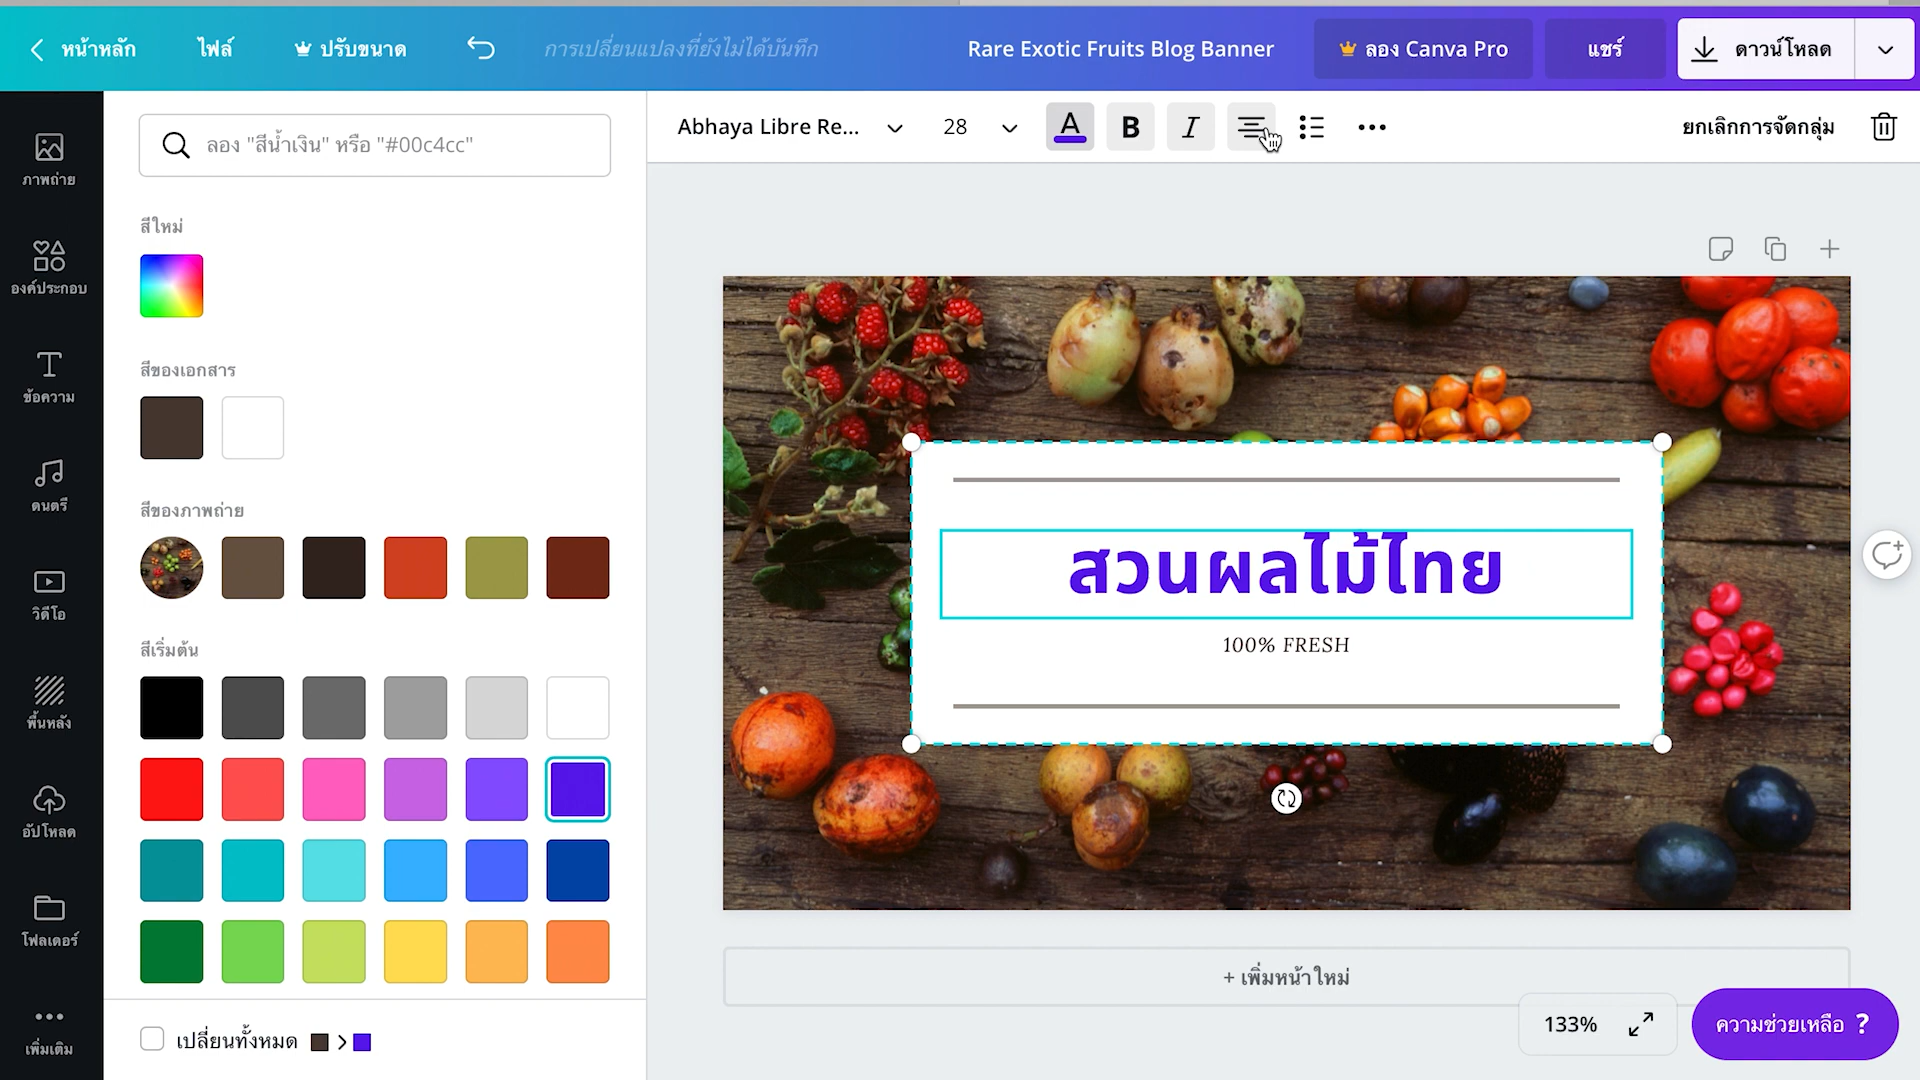 หน้าหลัก
ไฟล์
ปรับขนาด
การเปลี่ยนแปลงที่ยังไม่ได้บันทึก
Rare Exotic Fruits Blog Banner
ลอง Canva Pro
แชร์
ดาวน์โหลด
ภาพถ่าย
องค์ประกอบ
ข้อความ
ดนตรี
วิดีโอ
พื้นหลัง
อัปโหลด
โฟลเดอร์
เพิ่มเติม
ลอง "สีน้ำเงิน" หรือ "#00c4cc"
สีใหม่
สีของเอกสาร
สีของภาพถ่าย
สีเริ่มต้น
เปลี่ยนทั้งหมด
Abhaya Libre Re...
28
A
B
I
ยกเลิกการจัดกลุ่ม
สวนผลไม้ไทย
100% FRESH
+ เพิ่มหน้าใหม่
133%
ความช่วยเหลือ ?